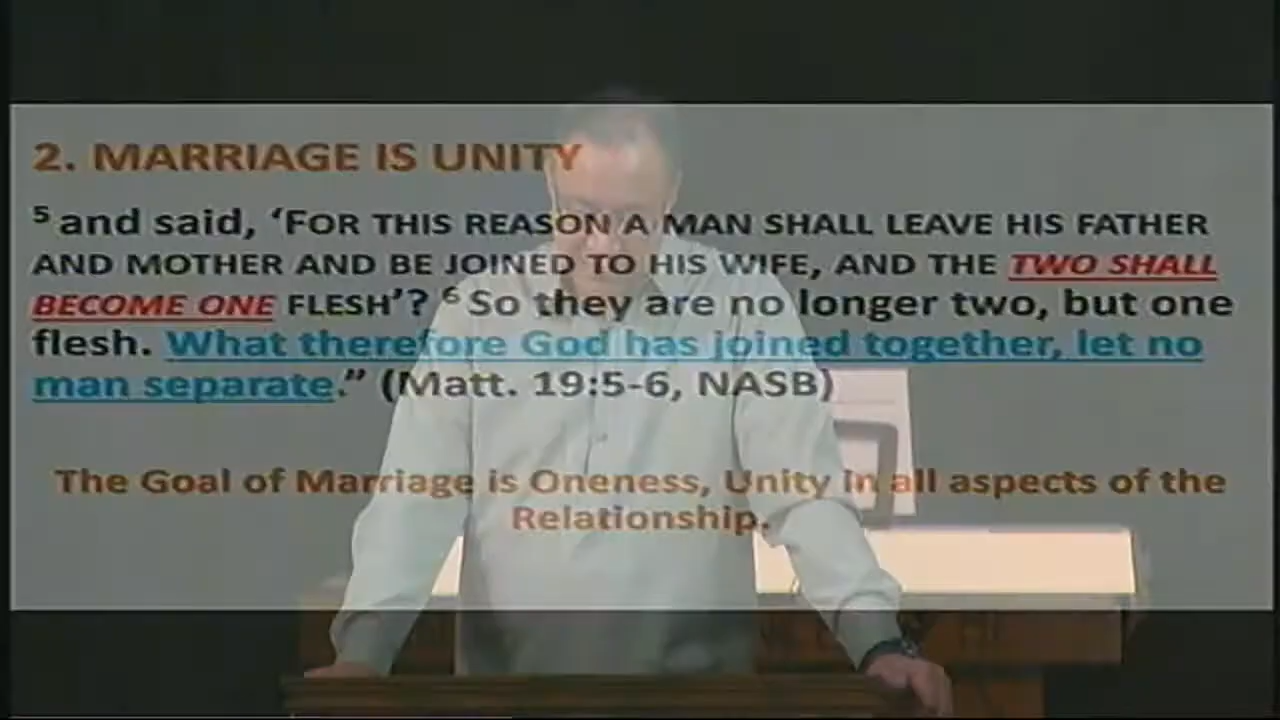 2. MARRIAGE IS UNITY
⁵ and said, ‘FOR THIS REASON A MAN SHALL LEAVE HIS FATHER
AND MOTHER AND BE JOINED TO HIS WIFE, AND THE TWO SHALL
BECOME ONE FLESH’? ⁶ So they are no longer two, but one
flesh. What therefore God has joined together, let no
man separate.” (Matt. 19:5-6, NASB)
The Goal of Marriage is Oneness, Unity in all aspects of the
Relationship.